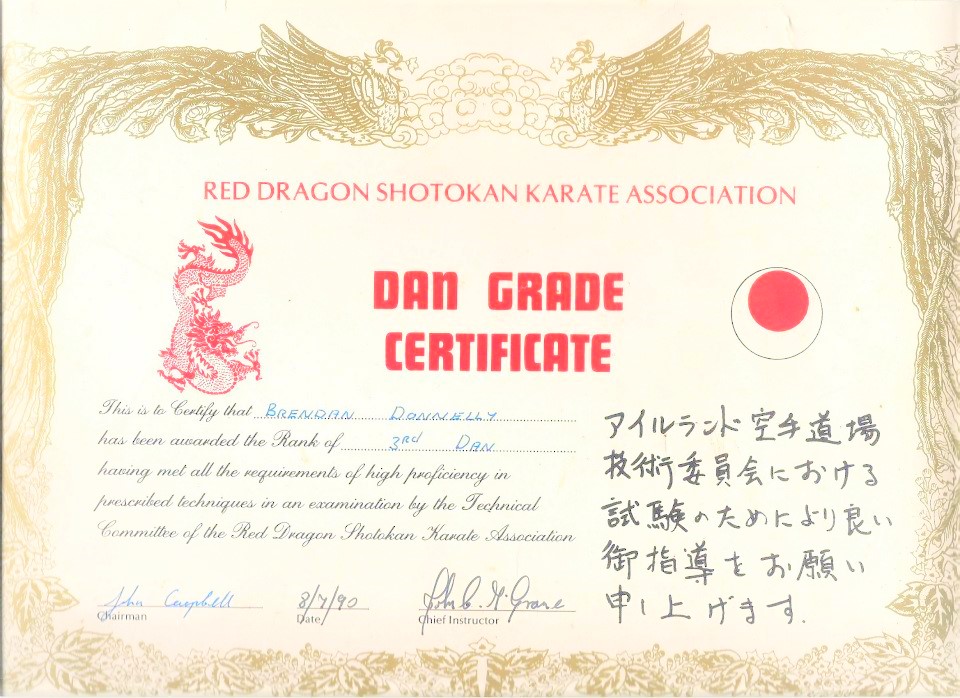 RED DRAGON SHOTOKAN KARATE ASSOCIATION
DAN GRADE
CERTIFICATE
This is to Certify that BRENDAN DONNELLY
has been awarded the Rank of 3RD DAN
having met all the requirements of high proficiency in
prescribed techniques in an examination by the Technical
Committee of the Red Dragon Shotokan Karate Association
アイルランド空手道場
技術委員会における
試験のためにより良い
御指導をお願い
申し上げます.
John Campbell 8/7/90
Chairman Date Chief Instructor